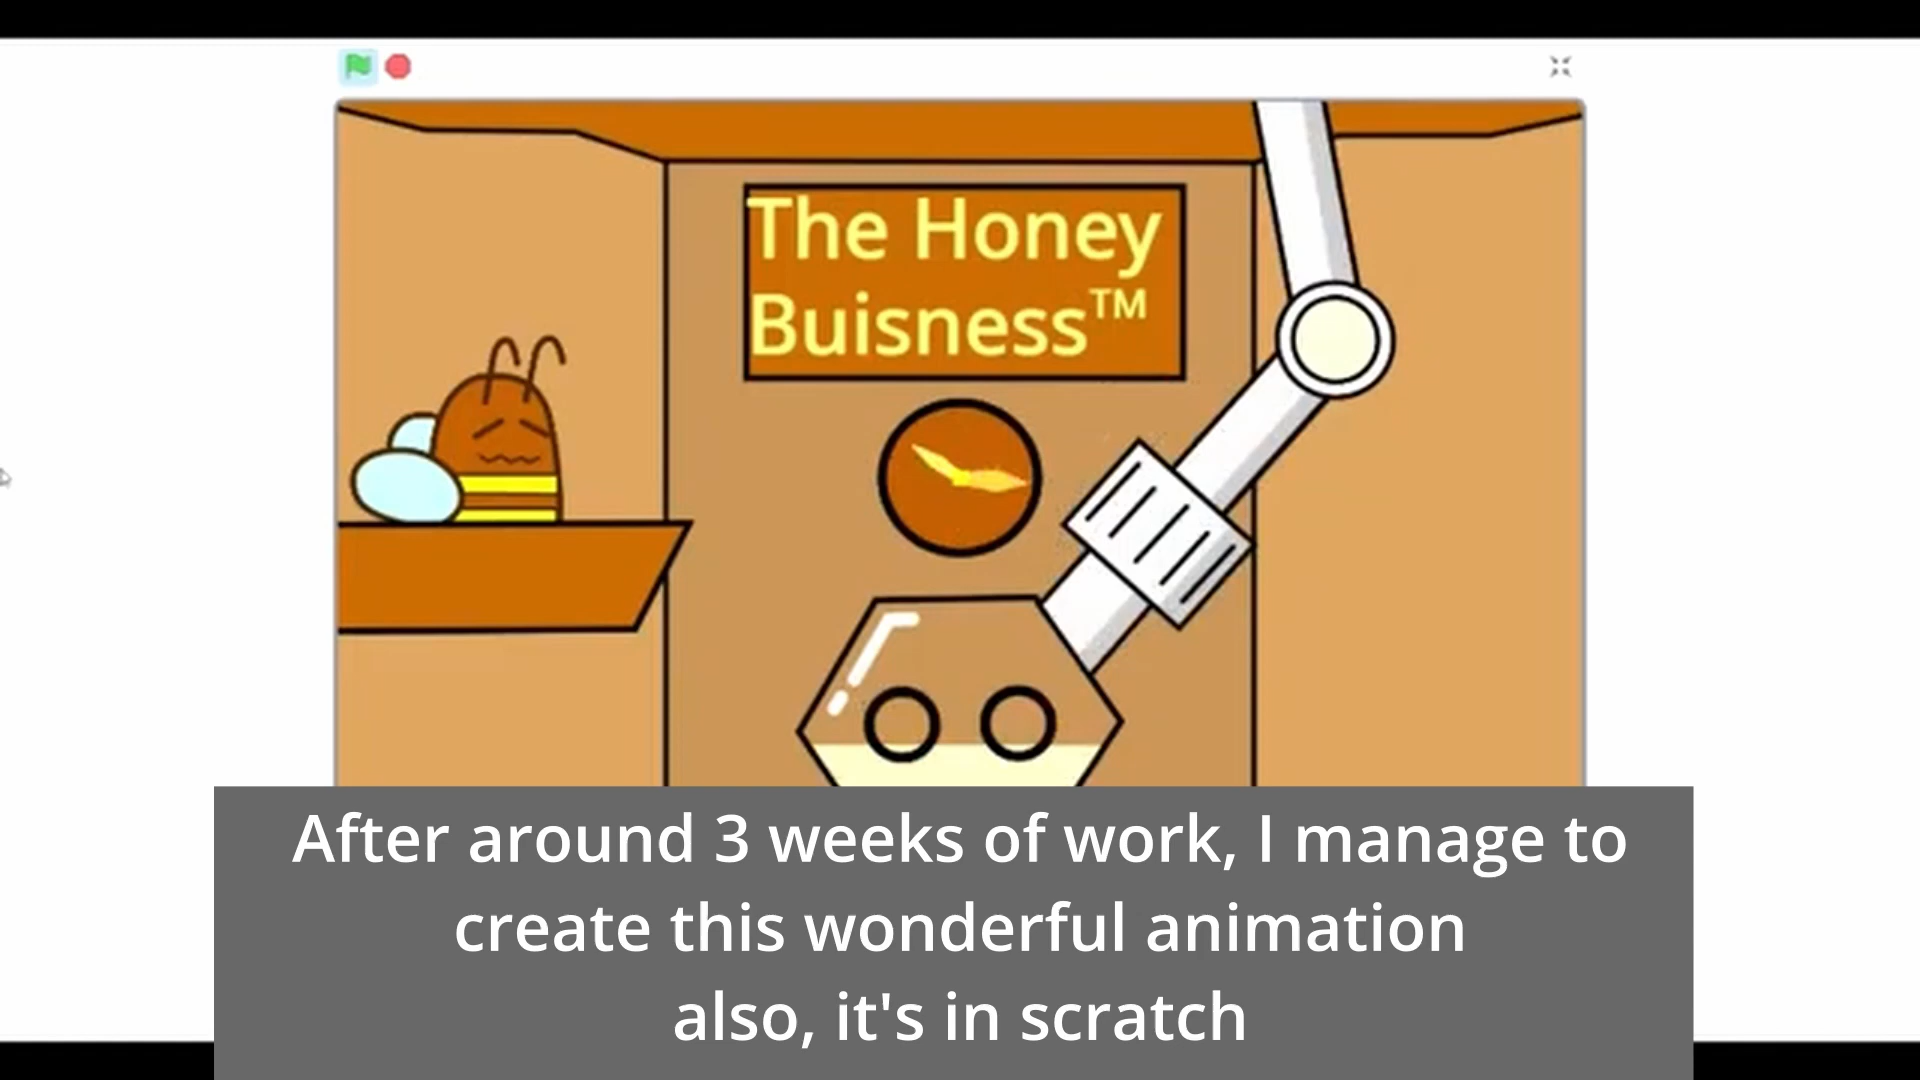 The Honey
Buisness™
After around 3 weeks of work, I manage to
create this wonderful animation
also, it's in scratch